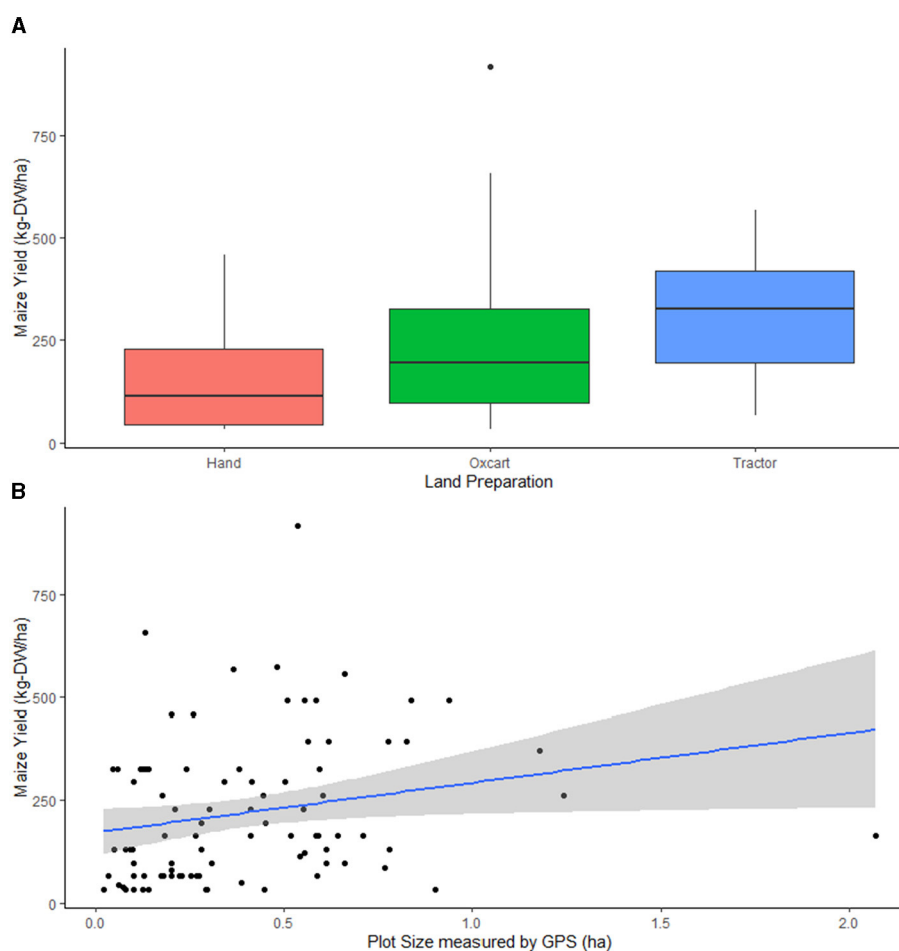 A
Maize Yield (kg-DW/ha)
750
500
250
0
Hand Oxcart Tractor
Land Preparation
B
Maize Yield (kg-DW/ha)
750
500
250
0
0.0 0.5 1.0 1.5 2.0
Plot Size measured by GPS (ha)